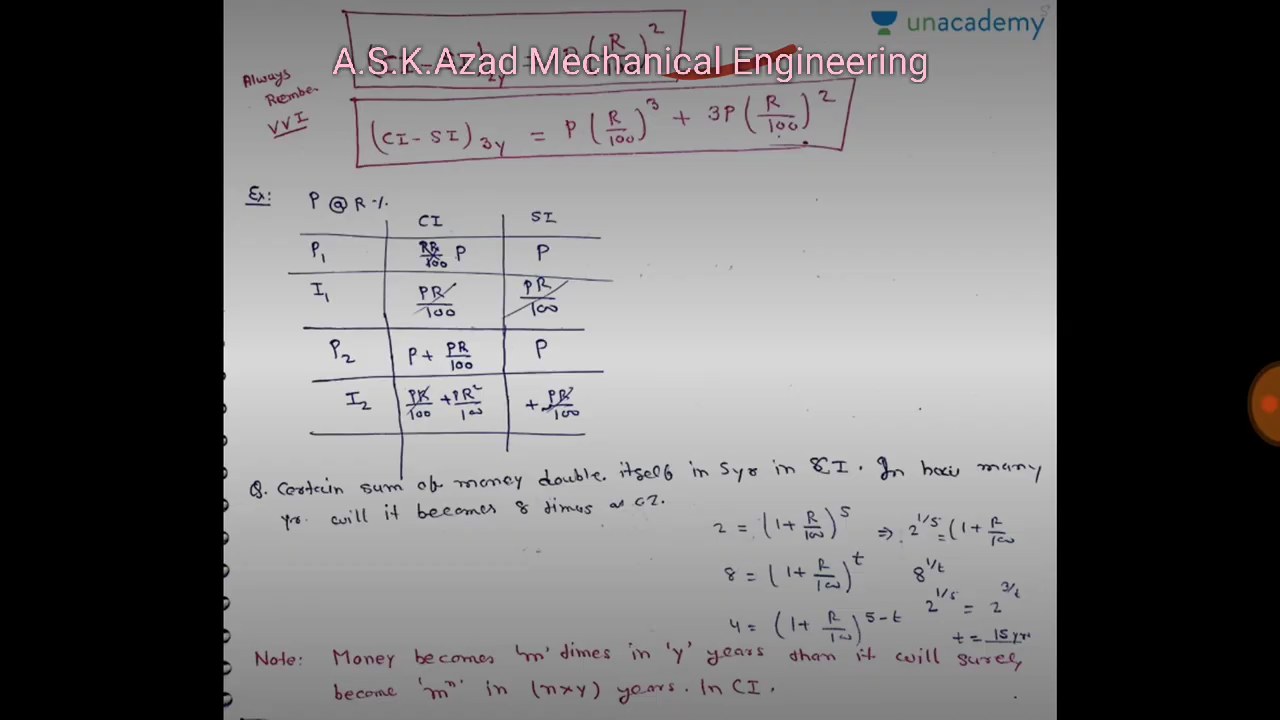 unacademy
A.S.K.Azad Mechanical Engineering
Always
Remember
VVI
(CI - SI)3y = P (R/100)^3 + 3P (R/100)^2
Ex: P @ R %
CI SI
P1 P P
I1 PR/100 PR/100
P2 P + PR/100 P
I2 PR/100 + PR²/100 + PR/100
Q. Certain sum of money double itself in 5yr in CI. In how many
yr. will it becomes 8 times at CI.
2 = (1 + R/100)^5 ⇒ 2^1/5 = (1 + R/100
8 = (1 + R/100)^t 8^1/t
2^1/5 = 2^3/t
4 = (1 + R/100)^5-t
t = 15yr
Note: Money becomes 'm' times in 'y' years than it will surely
become 'm^n' in (n×y) years. In CI.